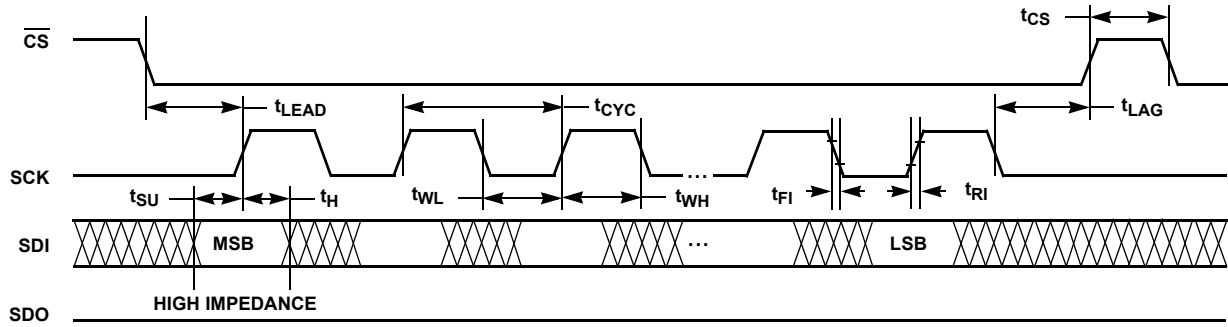 CS
tCS
tLEAD
tCYC
tLAG
SCK
...
tSU
tH
tWL
tWH
tFI
tRI
SDI
MSB
...
LSB
HIGH IMPEDANCE
SDO